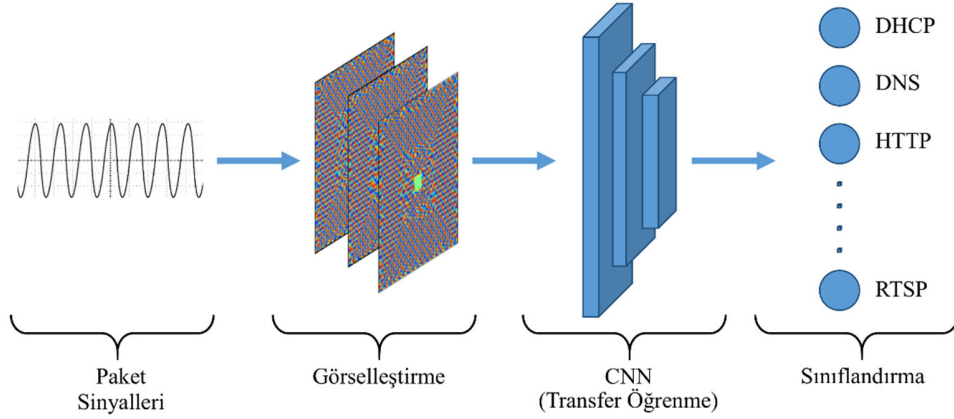 DHCP
DNS
HTTP
RTSP
Paket
Sinyalleri
Görselleştirme
CNN
(Transfer Öğrenme)
Sınıflandırma